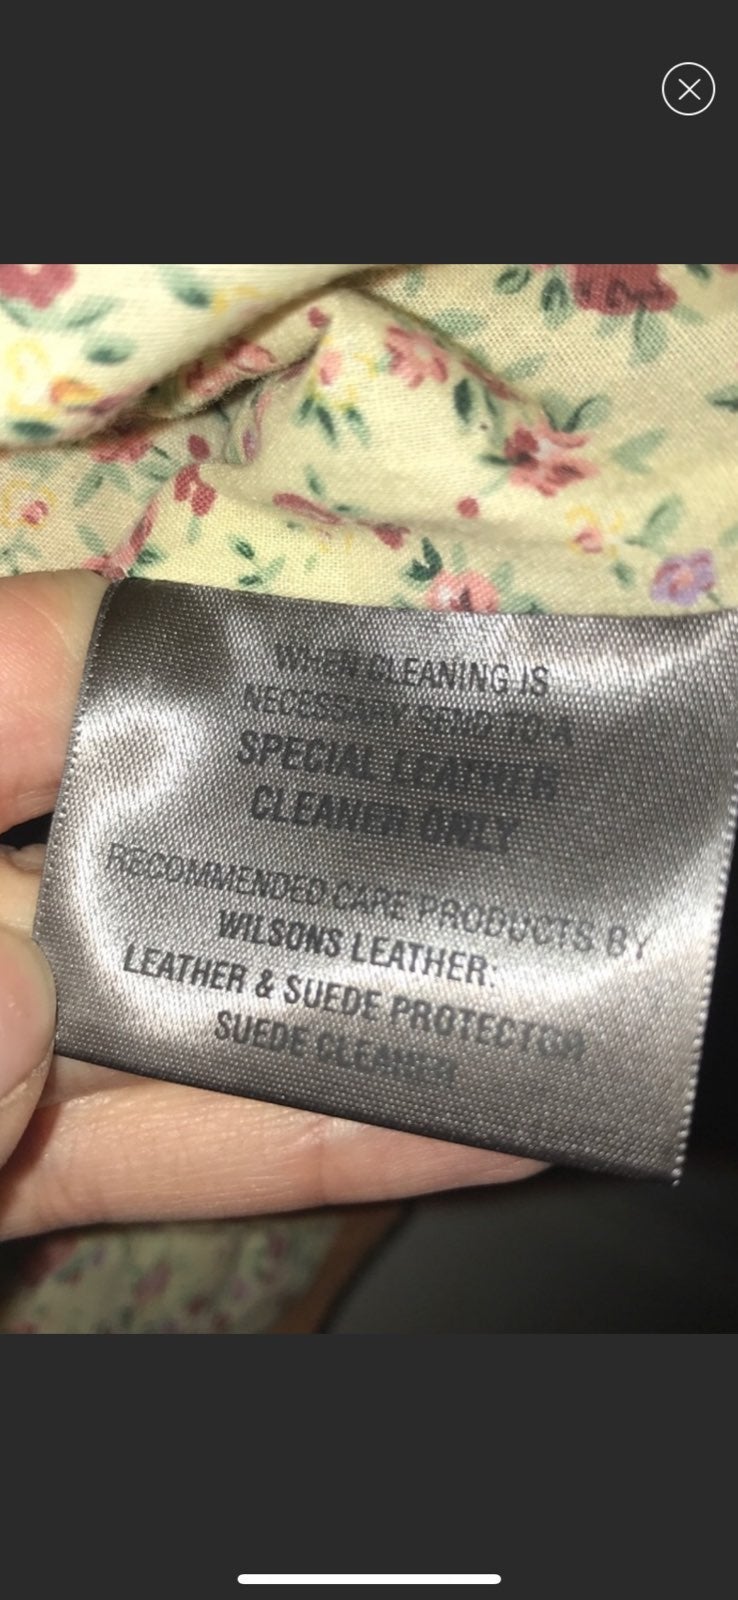 WHEN CLEANING IS
NECESSARY SEND TO A
SPECIAL LEATHER
CLEANER ONLY
RECOMMENDED CARE PRODUCTS BY
WILSONS LEATHER:
LEATHER & SUEDE PROTECTOR
SUEDE CLEANER